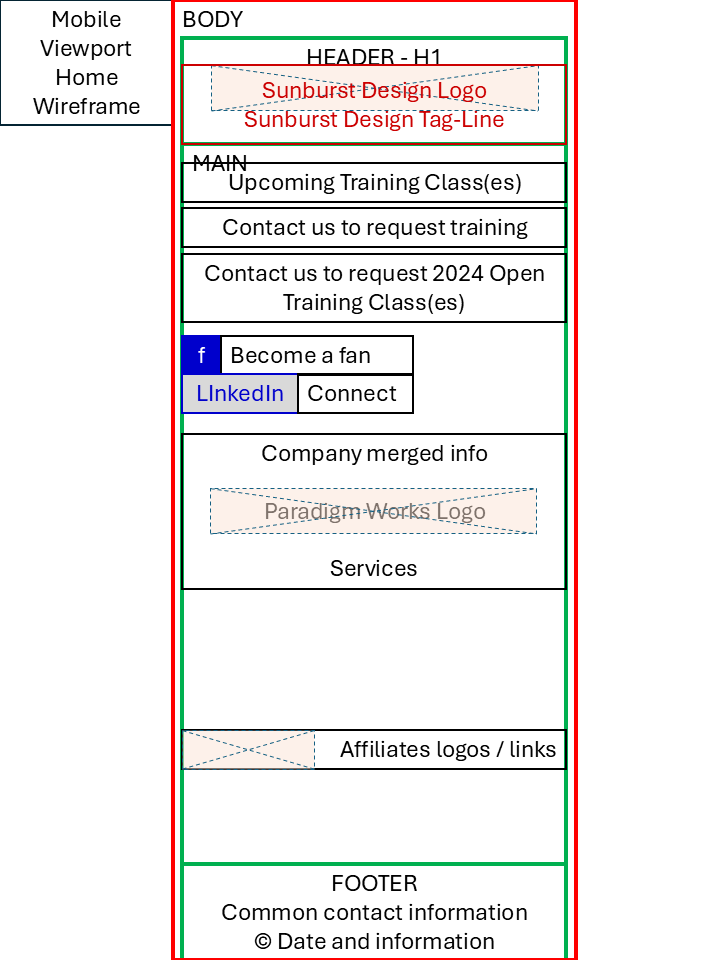 Mobile
Viewport
Home
Wireframe
BODY
HEADER - H1
Sunburst Design Logo
Sunburst Design Tag-Line
MAIN
Upcoming Training Class(es)
Contact us to request training
Contact us to request 2024 Open
Training Class(es)
f Become a fan
LInkedIn Connect
Company merged info
Paradigm Works Logo
Services
Affiliates logos / links
FOOTER
Common contact information
© Date and information